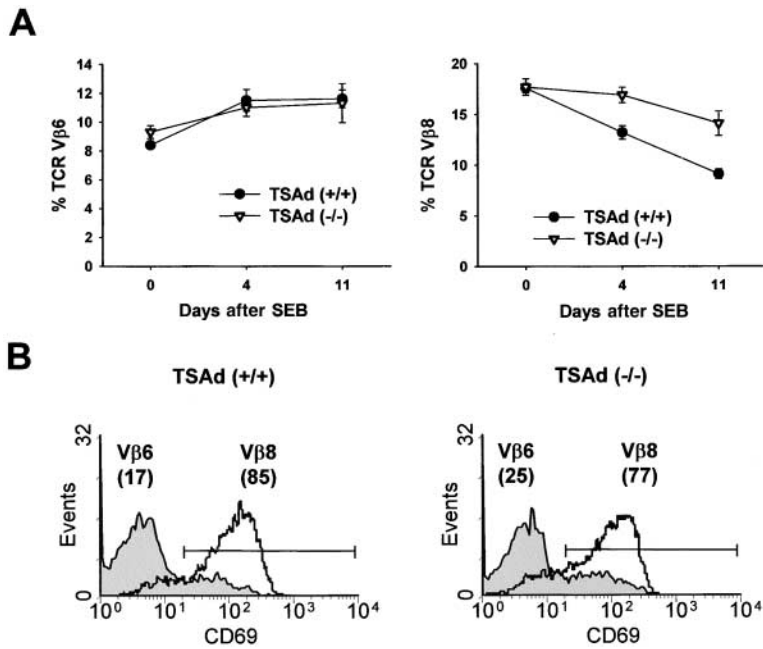 A
14
12
10
8
6
4
2
0
% TCR Vβ6
TSAd (+/+)
TSAd (-/-)
0 4 11
Days after SEB
20
15
10
5
0
% TCR Vβ8
TSAd (+/+)
TSAd (-/-)
0 4 11
Days after SEB
B
TSAd (+/+)
32
0
Events
Vβ6
(17)
Vβ8
(85)
10⁰ 10¹ 10² 10³ 10⁴
CD69
TSAd (-/-)
32
0
Events
Vβ6
(25)
Vβ8
(77)
10⁰ 10¹ 10² 10³ 10⁴
CD69